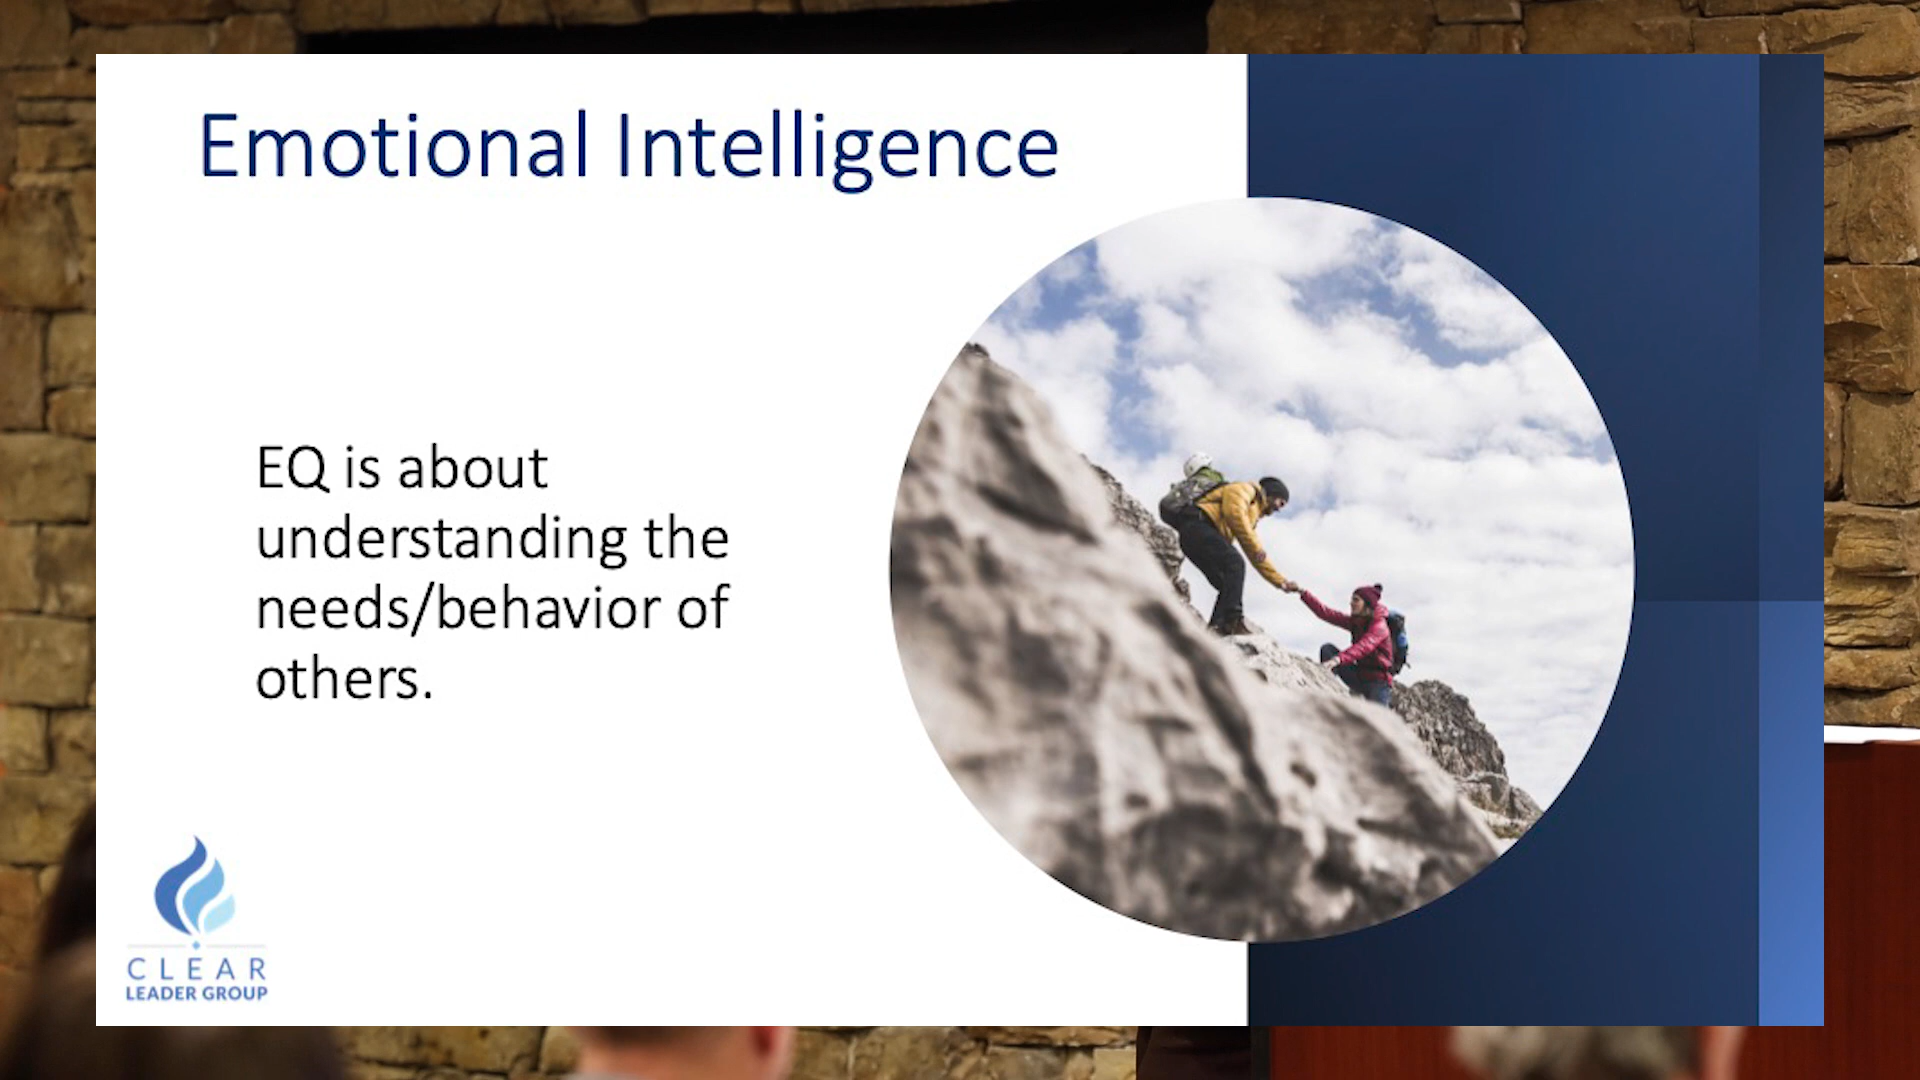 Emotional Intelligence
EQ is about
understanding the
needs/behavior of
others.
CLEAR
LEADER GROUP